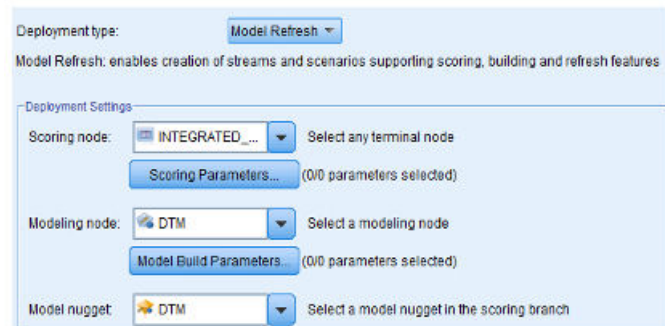 Deployment type: Model Refresh
Model Refresh: enables creation of streams and scenarios supporting scoring, building and refresh features
Deployment Settings
Scoring node: INTEGRATED_... Select any terminal node
Scoring Parameters... (0/0 parameters selected)
Modeling node: DTM Select a modeling node
Model Build Parameters... (0/0 parameters selected)
Model nugget: DTM Select a model nugget in the scoring branch